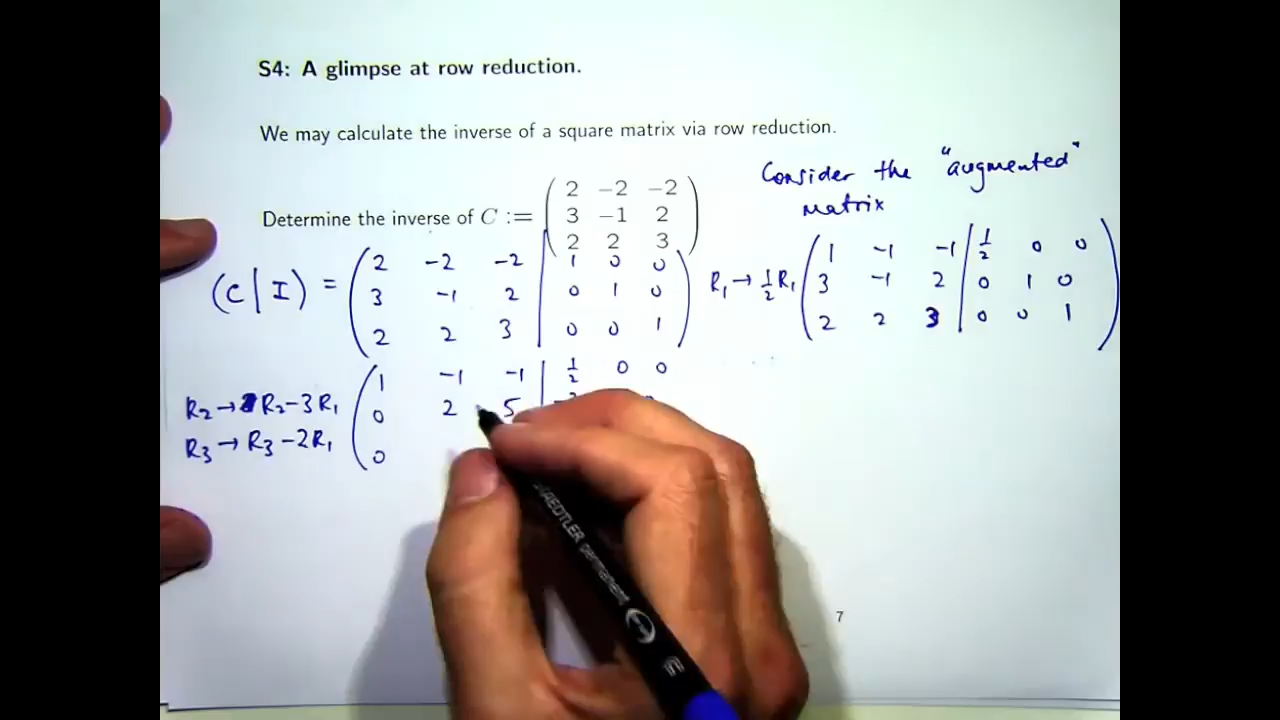 S4: A glimpse at row reduction.
We may calculate the inverse of a square matrix via row reduction.
Consider the "augmented"
matrix
Determine the inverse of C :=
2 −2 −2
3 −1 2
2 2 3
(C | I) =
2 -2 -2 | 1 0 0
3 -1 2 | 0 1 0
2 2 3 | 0 0 1
R₁ → ½R₁
1 -1 -1 | ½ 0 0
3 -1 2 | 0 1 0
2 2 3 | 0 0 1
R₂ → R₂-3R₁
R₃ → R₃-2R₁
1 -1 -1 | ½ 0 0
0 2 5
0
STAEDTLER permanent
F
7